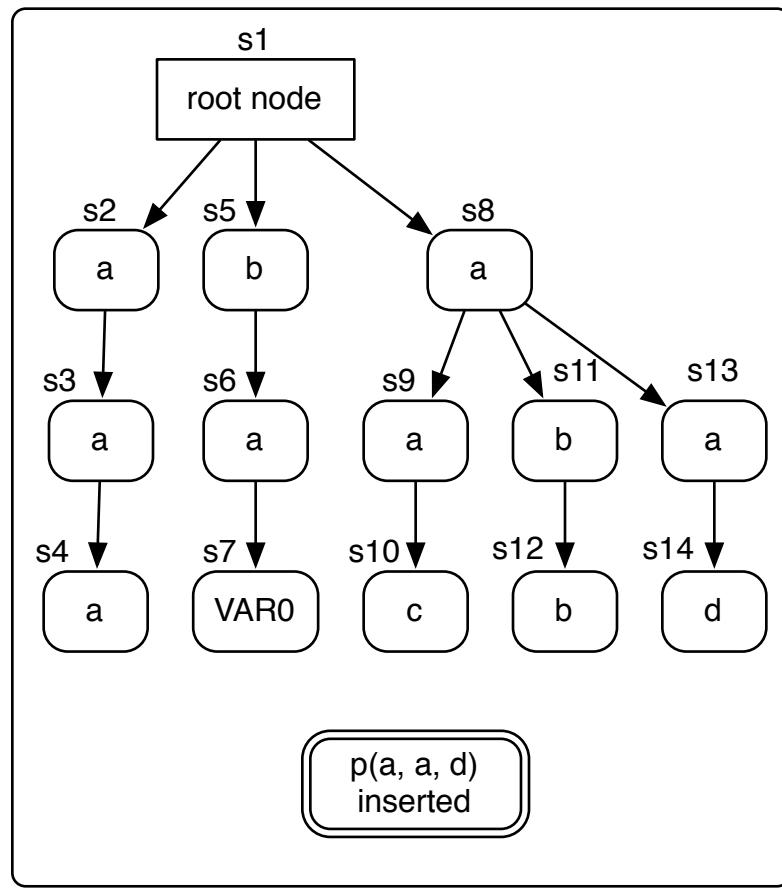 s1
root node
s2 s5 s8
a b a
s3 s6 s9 s11 s13
a a a b a
s4 s7 s10 s12 s14
a VAR0 c b d
p(a, a, d)
inserted